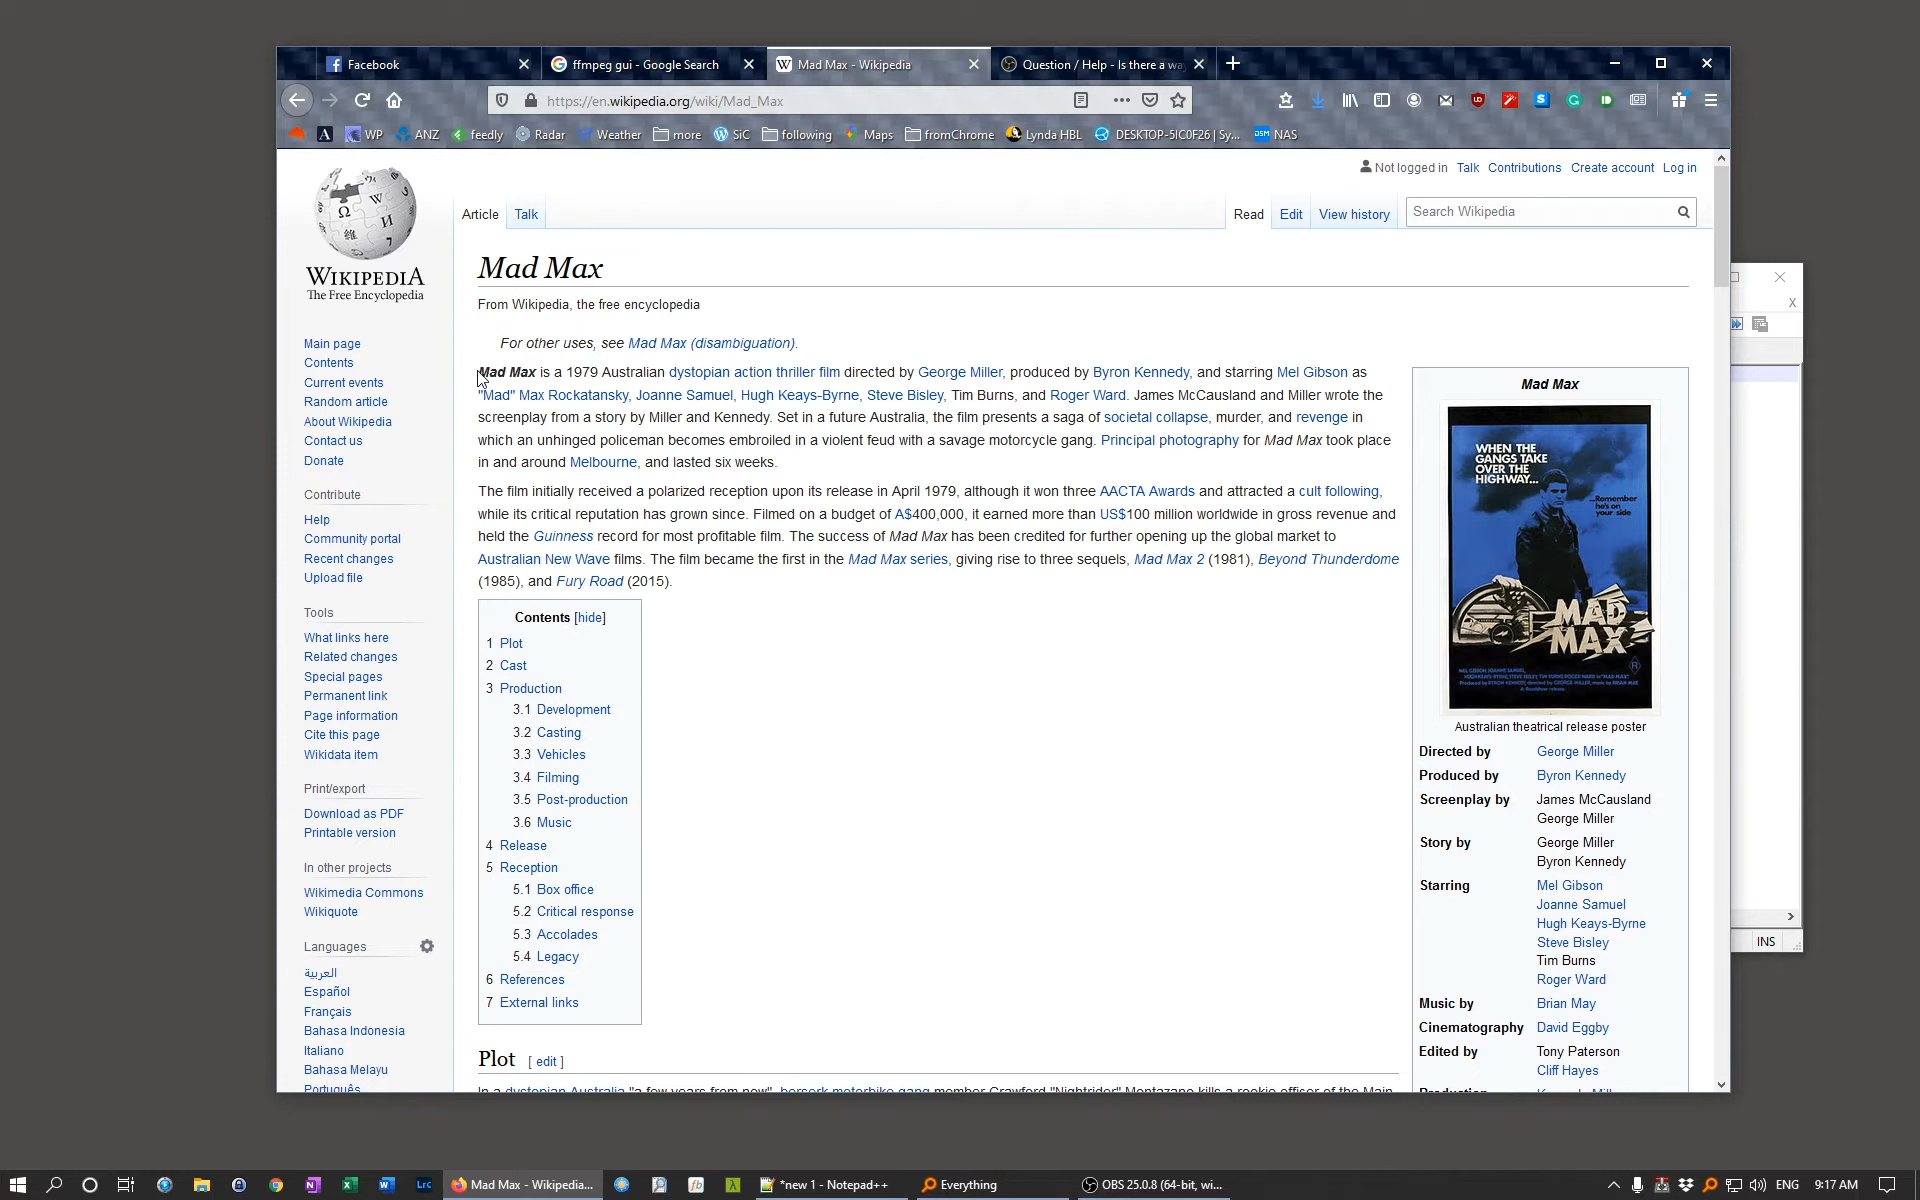 Facebook
ffmpeg gui - Google Search
Mad Max - Wikipedia
Question / Help - Is there a wa
https://en.wikipedia.org/wiki/Mad_Max
WP
ANZ
feedly
Radar
Weather
more
SiC
following
Maps
fromChrome
Lynda HBL
DESKTOP-5IC0F26 | Sy...
NAS
Not logged in Talk Contributions Create account Log in
Article Talk
Read Edit View history
Search Wikipedia
WIKIPEDIA
The Free Encyclopedia
Main page
Contents
Current events
Random article
About Wikipedia
Contact us
Donate
Contribute
Help
Community portal
Recent changes
Upload file
Tools
What links here
Related changes
Special pages
Permanent link
Page information
Cite this page
Wikidata item
Print/export
Download as PDF
Printable version
In other projects
Wikimedia Commons
Wikiquote
Languages
العربية
Español
Français
Bahasa Indonesia
Italiano
Bahasa Melayu
Português
Mad Max
From Wikipedia, the free encyclopedia
For other uses, see Mad Max (disambiguation).
Mad Max is a 1979 Australian dystopian action thriller film directed by George Miller, produced by Byron Kennedy, and starring Mel Gibson as
"Mad" Max Rockatansky, Joanne Samuel, Hugh Keays-Byrne, Steve Bisley, Tim Burns, and Roger Ward. James McCausland and Miller wrote the
screenplay from a story by Miller and Kennedy. Set in a future Australia, the film presents a saga of societal collapse, murder, and revenge in
which an unhinged policeman becomes embroiled in a violent feud with a savage motorcycle gang. Principal photography for Mad Max took place
in and around Melbourne, and lasted six weeks.
The film initially received a polarized reception upon its release in April 1979, although it won three AACTA Awards and attracted a cult following,
while its critical reputation has grown since. Filmed on a budget of A$400,000, it earned more than US$100 million worldwide in gross revenue and
held the Guinness record for most profitable film. The success of Mad Max has been credited for further opening up the global market to
Australian New Wave films. The film became the first in the Mad Max series, giving rise to three sequels, Mad Max 2 (1981), Beyond Thunderdome
(1985), and Fury Road (2015).
Contents [hide]
1 Plot
2 Cast
3 Production
3.1 Development
3.2 Casting
3.3 Vehicles
3.4 Filming
3.5 Post-production
3.6 Music
4 Release
5 Reception
5.1 Box office
5.2 Critical response
5.3 Accolades
5.4 Legacy
6 References
7 External links
Plot [ edit ]
In a dystopian Australia "a few years from now", berserk motorbike gang member Crawford "Nightrider" Montazano kills a rookie officer of the Main
Mad Max
WHEN THE
GANGS TAKE
OVER THE
HIGHWAY...
...Remember
he's on
your side
MAD
MAX
Australian theatrical release poster
Directed by George Miller
Produced by Byron Kennedy
Screenplay by James McCausland
George Miller
Story by George Miller
Byron Kennedy
Starring Mel Gibson
Joanne Samuel
Hugh Keays-Byrne
Steve Bisley
Tim Burns
Roger Ward
Music by Brian May
Cinematography David Eggby
Edited by Tony Paterson
Cliff Hayes
Production
INS
Mad Max - Wikipedia...
*new 1 - Notepad++
Everything
OBS 25.0.8 (64-bit, wi...
ENG
9:17 AM